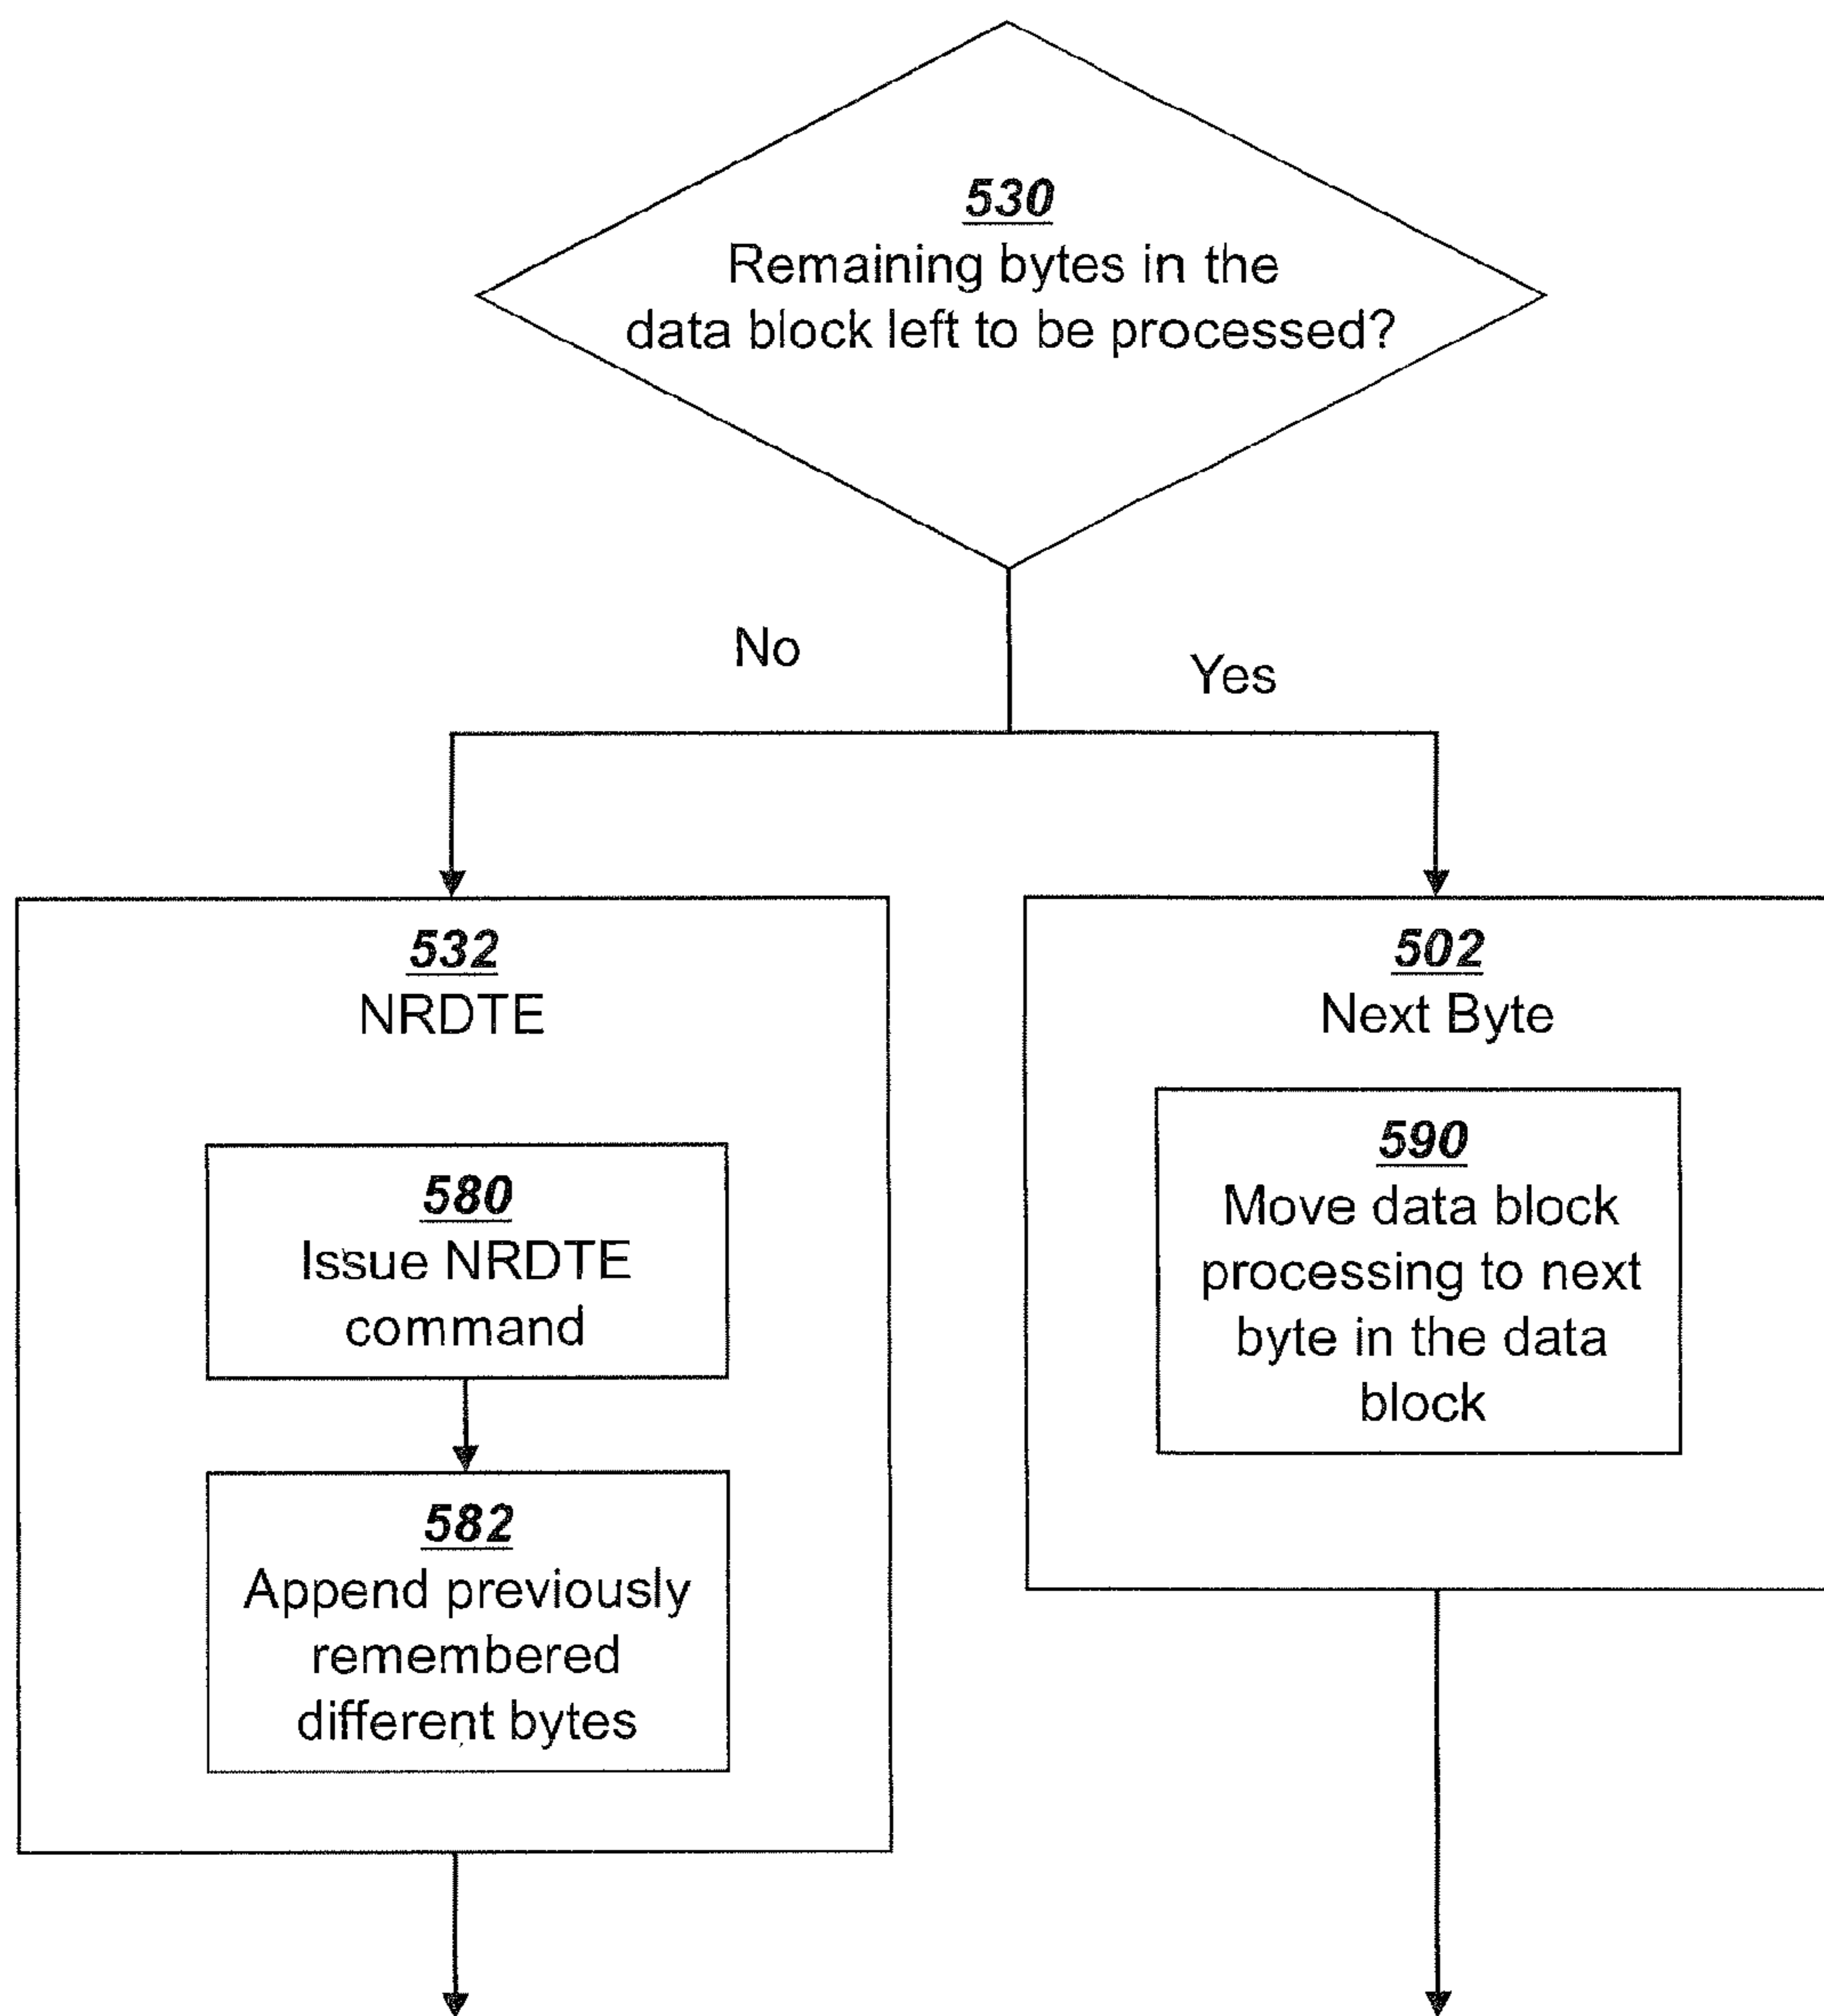 530
Remaining bytes in the
data block left to be processed?
No
Yes
532
NRDTE
580
Issue NRDTE
command
582
Append previously
remembered
different bytes
502
Next Byte
590
Move data block
processing to next
byte in the data
block